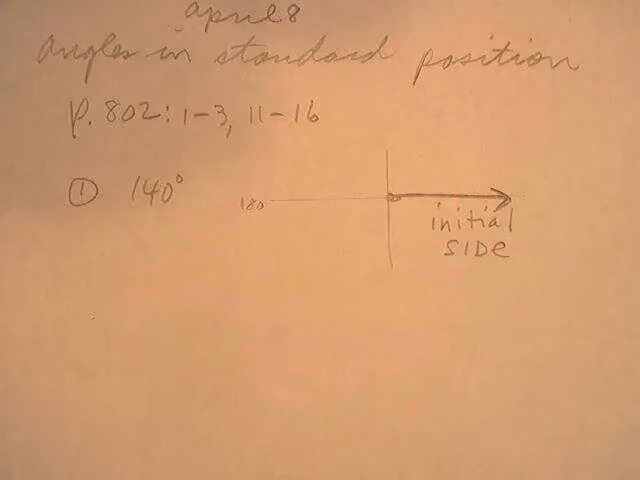 april 8
Angles in standard position
p. 802: 1-3, 11-16
① 140°
180
initial
SIDE